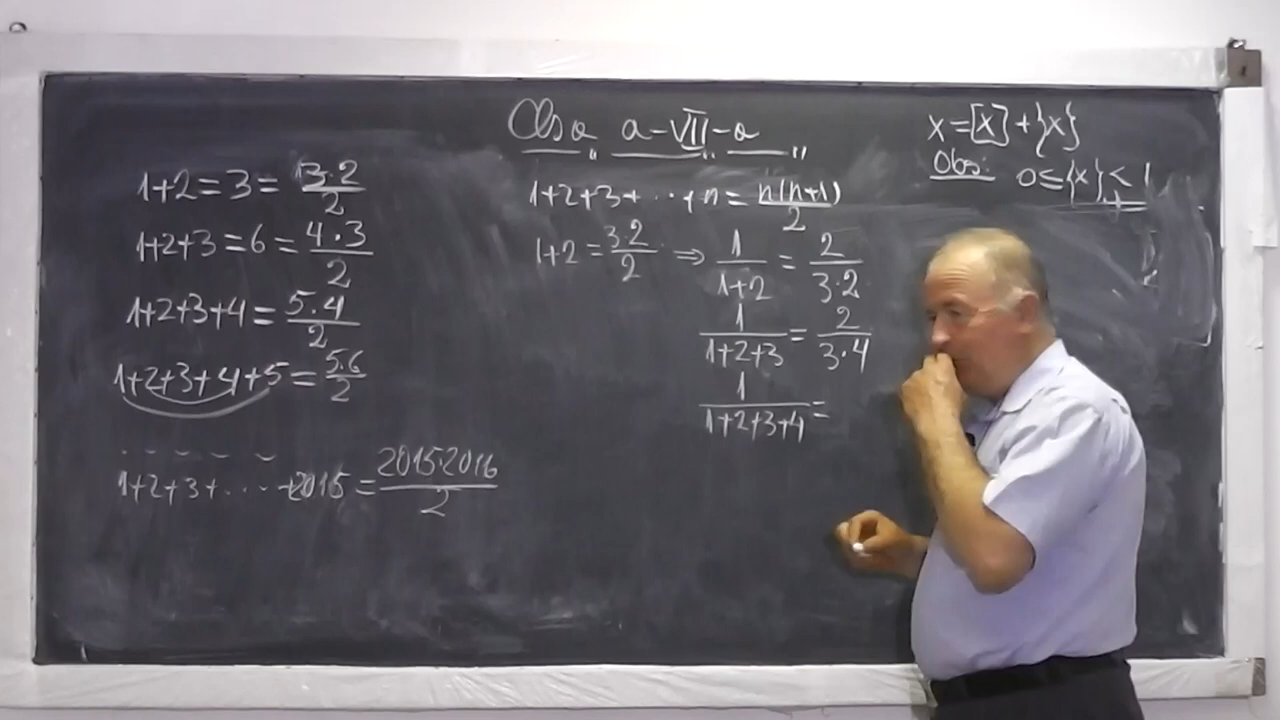 Clasa a-VII-a
x=[x]+{x}
Obs: 0≤{x}<1
1+2=3=3·2/2
1+2+3=6=4·3/2
1+2+3+4=5·4/2
1+2+3+4+5=5·6/2
. . . .
1+2+3+...+2015=2015·2016/2
1+2+3+...+n=n(n+1)/2
1+2=3·2/2 ⇒ 1/1+2=2/3·2
1/1+2+3=2/3·4
1/1+2+3+4=